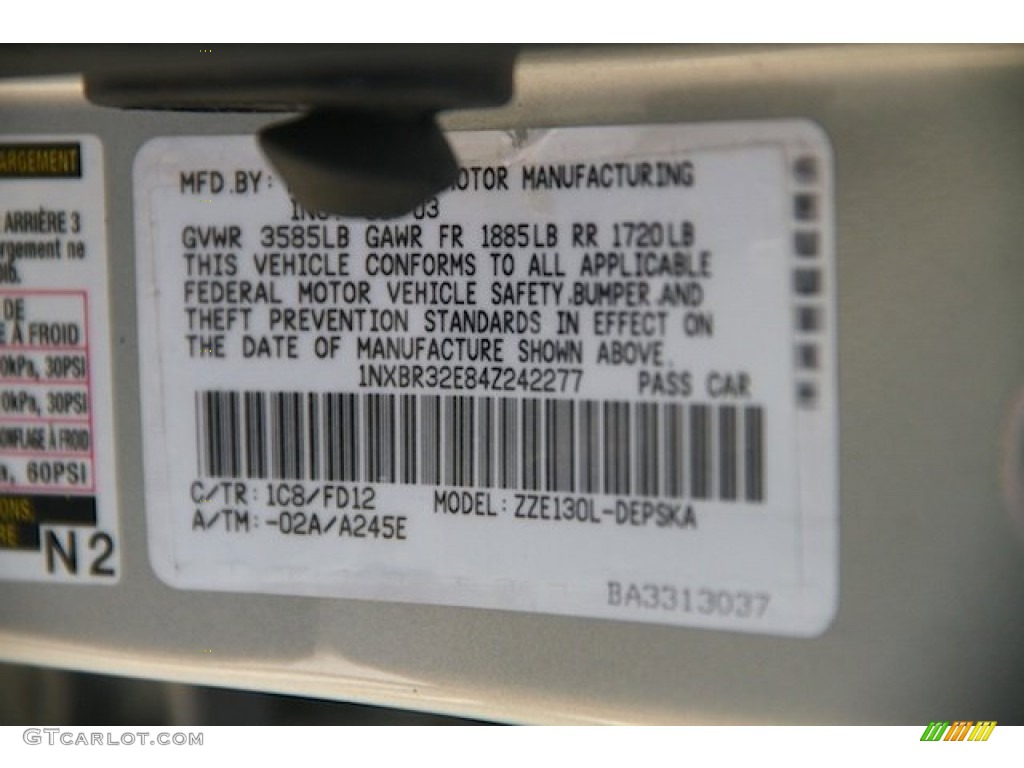 ARGEMENT
ARRIÈRE 3
rgement ne
DE
E À FROID
0kPa, 30PSI
0kPa, 30PSI
ONFLAGE À FROID
a, 60PSI
IONS,
RE
N2
MFD.BY: MOTOR MANUFACTURING
03
GVWR 3585LB GAWR FR 1885LB RR 1720LB
THIS VEHICLE CONFORMS TO ALL APPLICABLE
FEDERAL MOTOR VEHICLE SAFETY,BUMPER,AND
THEFT PREVENTION STANDARDS IN EFFECT ON
THE DATE OF MANUFACTURE SHOWN ABOVE.
1NXBR32E84Z242277 PASS CAR
C/TR: 1C8/FD12 MODEL: ZZE130L-DEPSKA
A/TM: -02A/A245E
BA3313037
GTCARLOT.COM